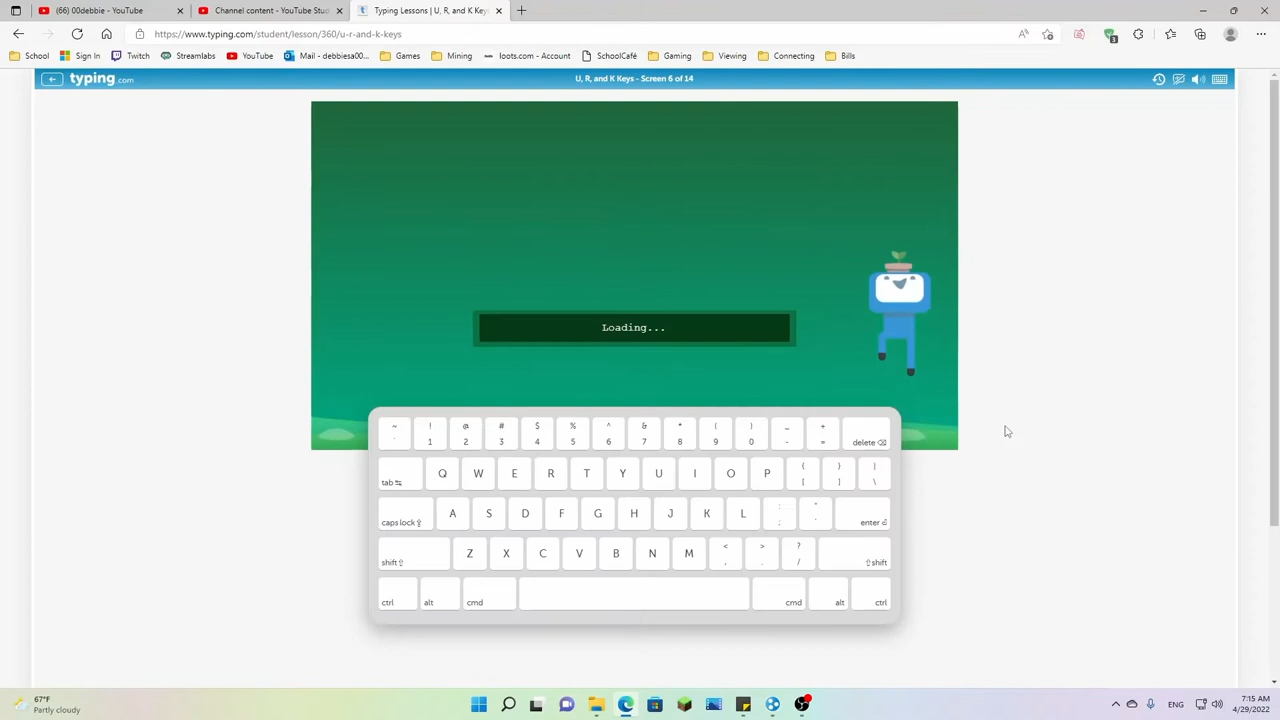 (66) 00debbie - YouTube
Channel content - YouTube Stud
Typing Lessons | U, R, and K Keys
https://www.typing.com/student/lesson/360/u-r-and-k-keys
School
Sign In
Twitch
Streamlabs
YouTube
Mail - debbiesa00...
Games
Mining
loots.com - Account
SchoolCafé
Gaming
Viewing
Connecting
Bills
typing.com
U, R, and K Keys - Screen 6 of 14
Loading...
~ ! @ # $ % ^ & * ( ) _ +
` 1 2 3 4 5 6 7 8 9 0 - = delete
tab Q W E R T Y U I O P { [ } ] | \
caps lock A S D F G H J K L : ; " ' enter
shift Z X C V B N M < , > . ? / shift
ctrl alt cmd cmd alt ctrl
67°F
Partly cloudy
ENG
7:15 AM
4/29/2022